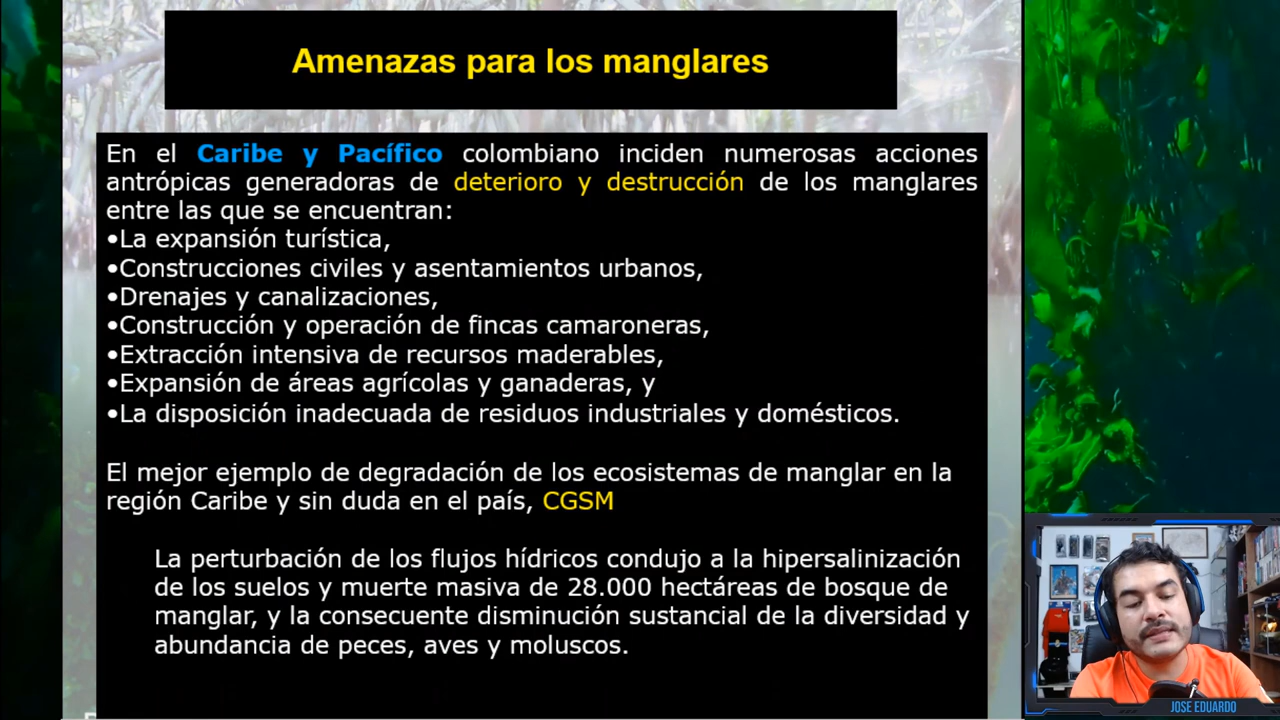 Amenazas para los manglares
En el Caribe y Pacífico colombiano inciden numerosas acciones
antrópicas generadoras de deterioro y destrucción de los manglares
entre las que se encuentran:
•La expansión turística,
•Construcciones civiles y asentamientos urbanos,
•Drenajes y canalizaciones,
•Construcción y operación de fincas camaroneras,
•Extracción intensiva de recursos maderables,
•Expansión de áreas agrícolas y ganaderas, y
•La disposición inadecuada de residuos industriales y domésticos.
El mejor ejemplo de degradación de los ecosistemas de manglar en la
región Caribe y sin duda en el país, CGSM
La perturbación de los flujos hídricos condujo a la hipersalinización
de los suelos y muerte masiva de 28.000 hectáreas de bosque de
manglar, y la consecuente disminución sustancial de la diversidad y
abundancia de peces, aves y moluscos.
JOSE EDUARDO